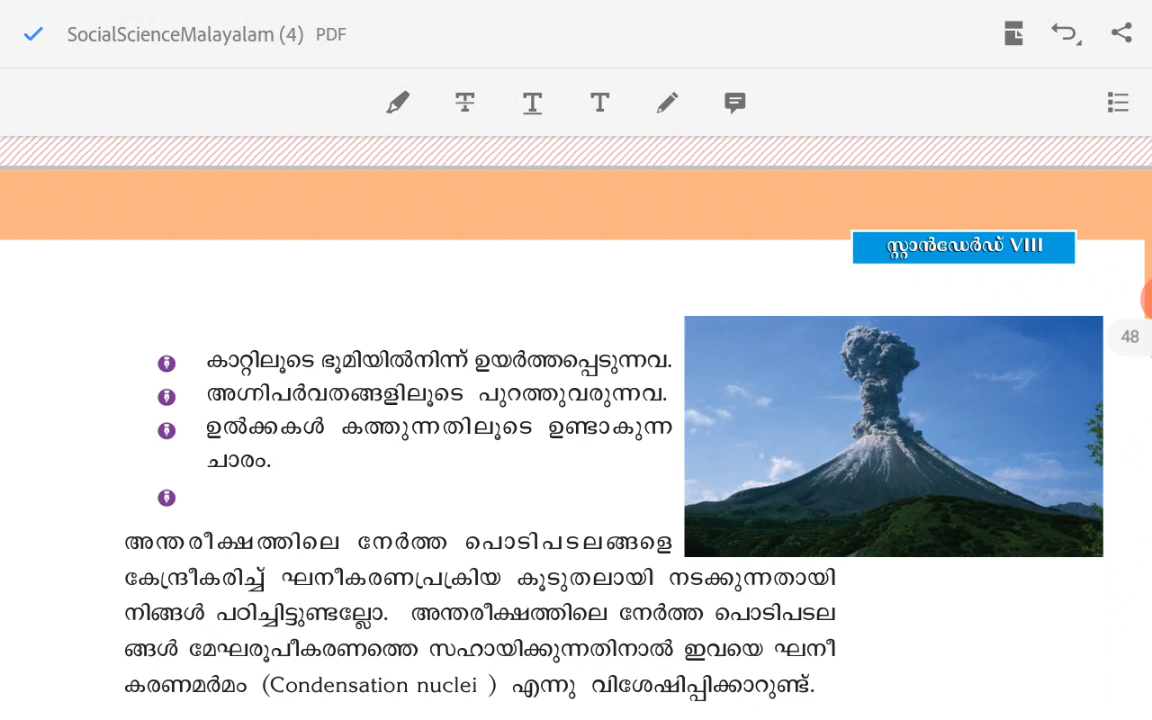 SocialScienceMalayalam (4) PDF
സ്റ്റാൻഡേർഡ് VIII
48
കാറ്റിലൂടെ ഭൂമിയിൽനിന്ന് ഉയർത്തപ്പെടുന്നവ.
അഗ്നിപർവതങ്ങളിലൂടെ പുറത്തുവരുന്നവ.
ഉൽക്കകൾ കത്തുന്നതിലൂടെ ഉണ്ടാകുന്ന
ചാരം.
അന്തരീക്ഷത്തിലെ നേർത്ത പൊടിപടലങ്ങളെ
കേന്ദ്രീകരിച്ച് ഘനീകരണപ്രക്രിയ കൂടുതലായി നടക്കുന്നതായി
നിങ്ങൾ പഠിച്ചിട്ടുണ്ടല്ലോ. അന്തരീക്ഷത്തിലെ നേർത്ത പൊടിപടല
ങ്ങൾ മേഘരൂപീകരണത്തെ സഹായിക്കുന്നതിനാൽ ഇവയെ ഘനീ
കരണമർമം (Condensation nuclei ) എന്നു വിശേഷിപ്പിക്കാറുണ്ട്.